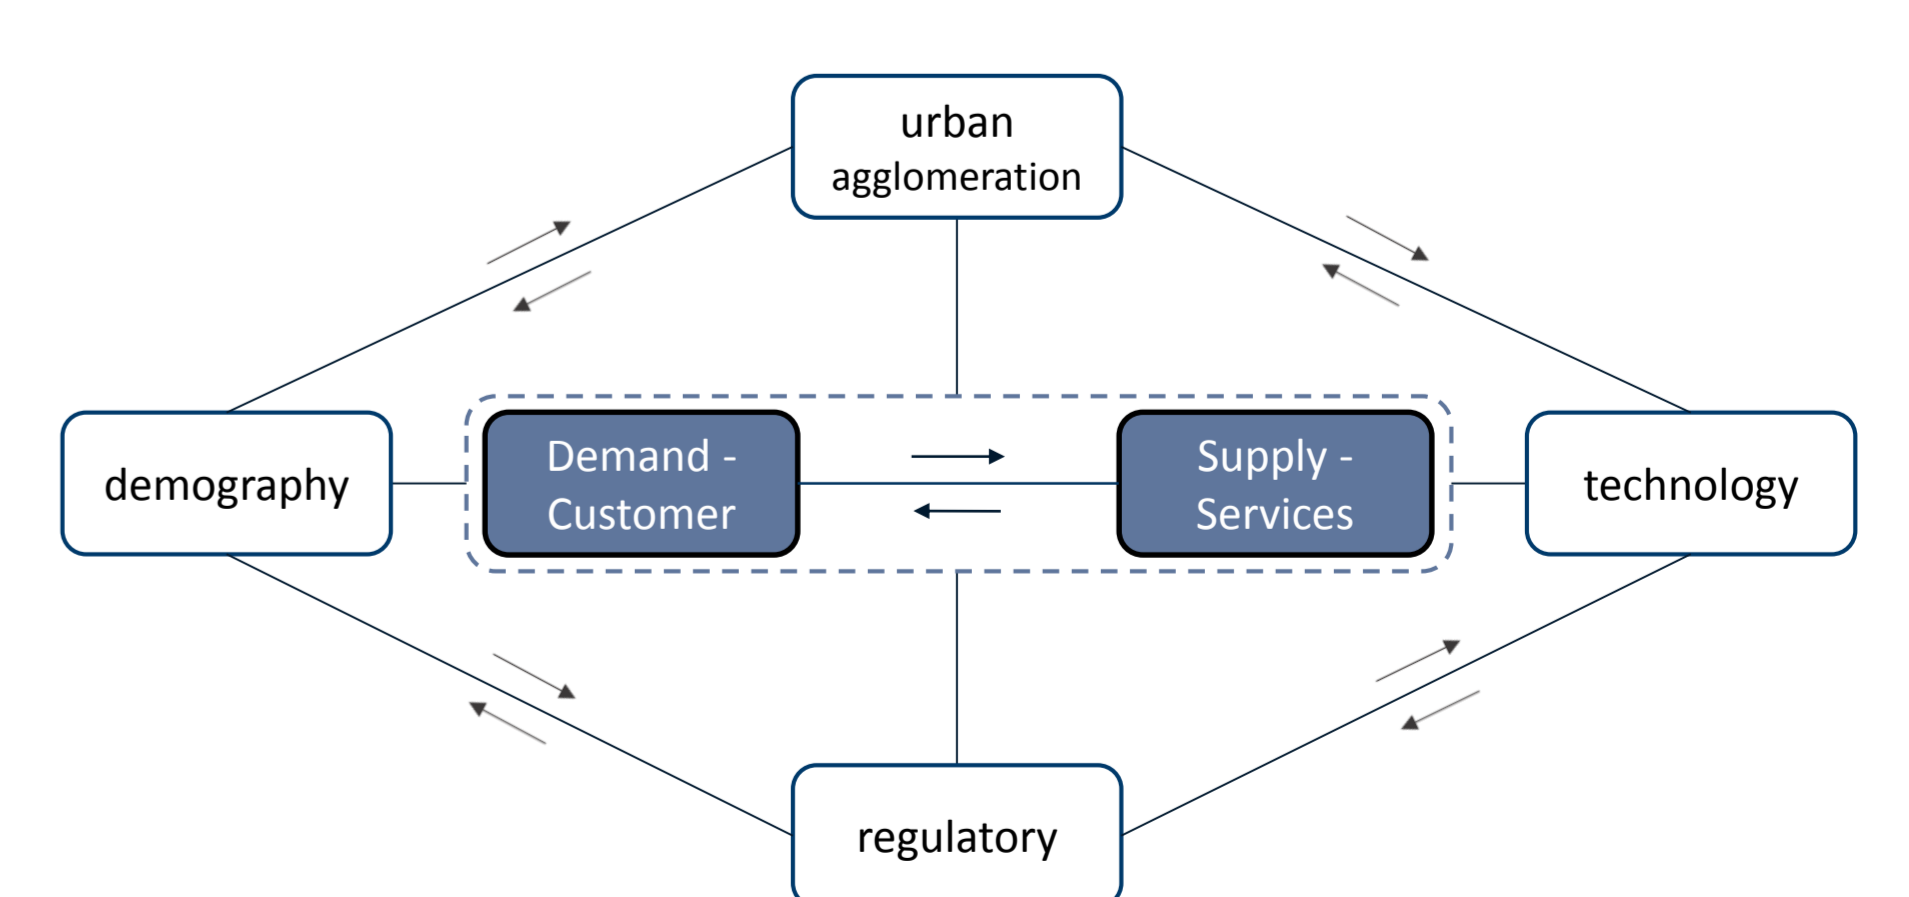 urban
agglomeration
demography
Demand -
Customer
Supply -
Services
technology
regulatory